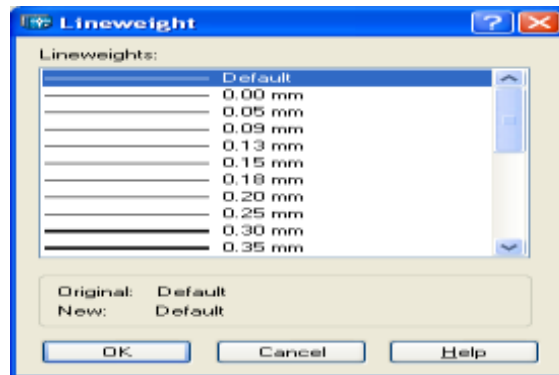 Lineweight
Lineweights:
Default
0.00 mm
0.05 mm
0.09 mm
0.13 mm
0.15 mm
0.18 mm
0.20 mm
0.25 mm
0.30 mm
0.35 mm
Original: Default
New: Default
OK Cancel Help